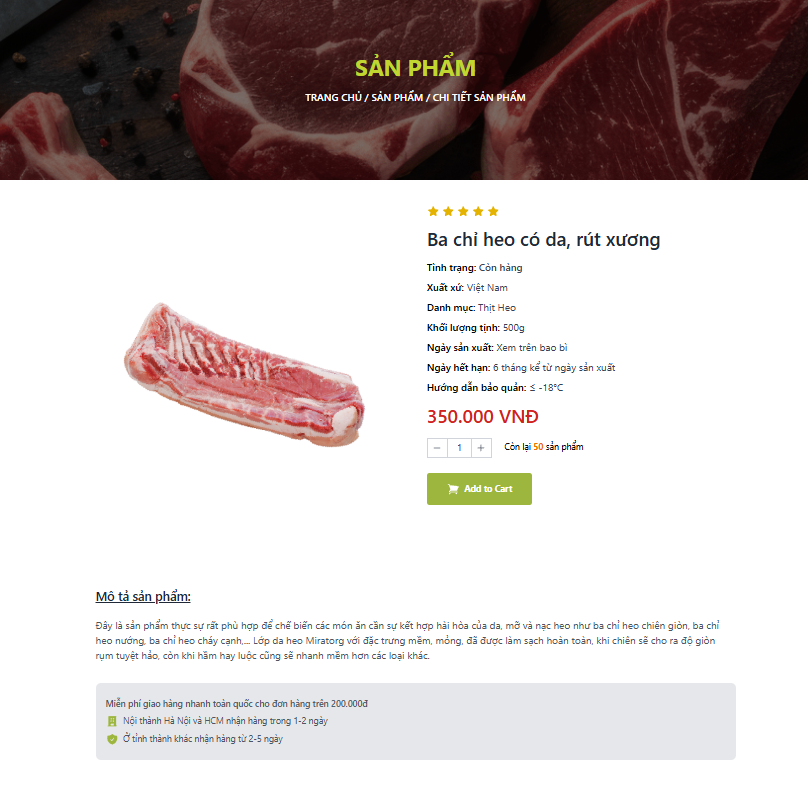 SẢN PHẨM
TRANG CHỦ / SẢN PHẨM / CHI TIẾT SẢN PHẨM
Ba chỉ heo có da, rút xương
Tình trạng: Còn hàng
Xuất xứ: Việt Nam
Danh mục: Thịt Heo
Khối lượng tịnh: 500g
Ngày sản xuất: Xem trên bao bì
Ngày hết hạn: 6 tháng kể từ ngày sản xuất
Hướng dẫn bảo quản: ≤ -18°C
350.000 VNĐ
− 1 + Còn lại 50 sản phẩm
Add to Cart
Mô tả sản phẩm:
Đây là sản phẩm thực sự rất phù hợp để chế biến các món ăn cần sự kết hợp hài hòa của da, mỡ và nạc heo như ba chỉ heo chiên giòn, ba chỉ
heo nướng, ba chỉ heo cháy cạnh,... Lớp da heo Miratorg với đặc trưng mềm, mỏng, đã được làm sạch hoàn toàn, khi chiên sẽ cho ra độ giòn
rụm tuyệt hảo, còn khi hầm hay luộc cũng sẽ nhanh mềm hơn các loại khác.
Miễn phí giao hàng nhanh toàn quốc cho đơn hàng trên 200.000đ
Nội thành Hà Nội và HCM nhận hàng trong 1-2 ngày
Ở tỉnh thành khác nhận hàng từ 2-5 ngày